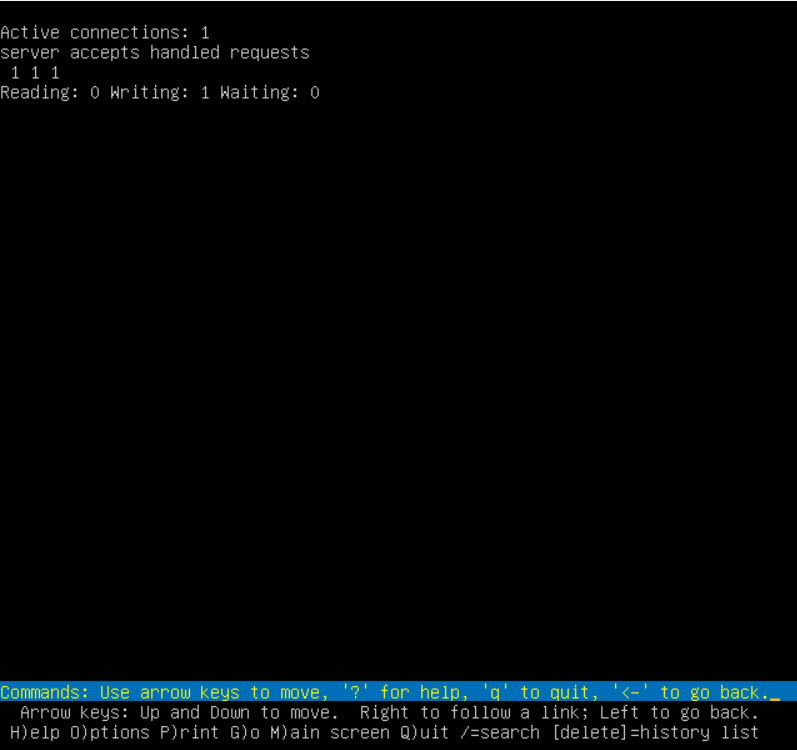 Active connections: 1
server accepts handled requests
 1 1 1
Reading: 0 Writing: 1 Waiting: 0
Commands: Use arrow keys to move, '?' for help, 'q' to quit, '<-' to go back._
  Arrow keys: Up and Down to move.  Right to follow a link; Left to go back.
 H)elp O)ptions P)rint G)o M)ain screen Q)uit /=search [delete]=history list